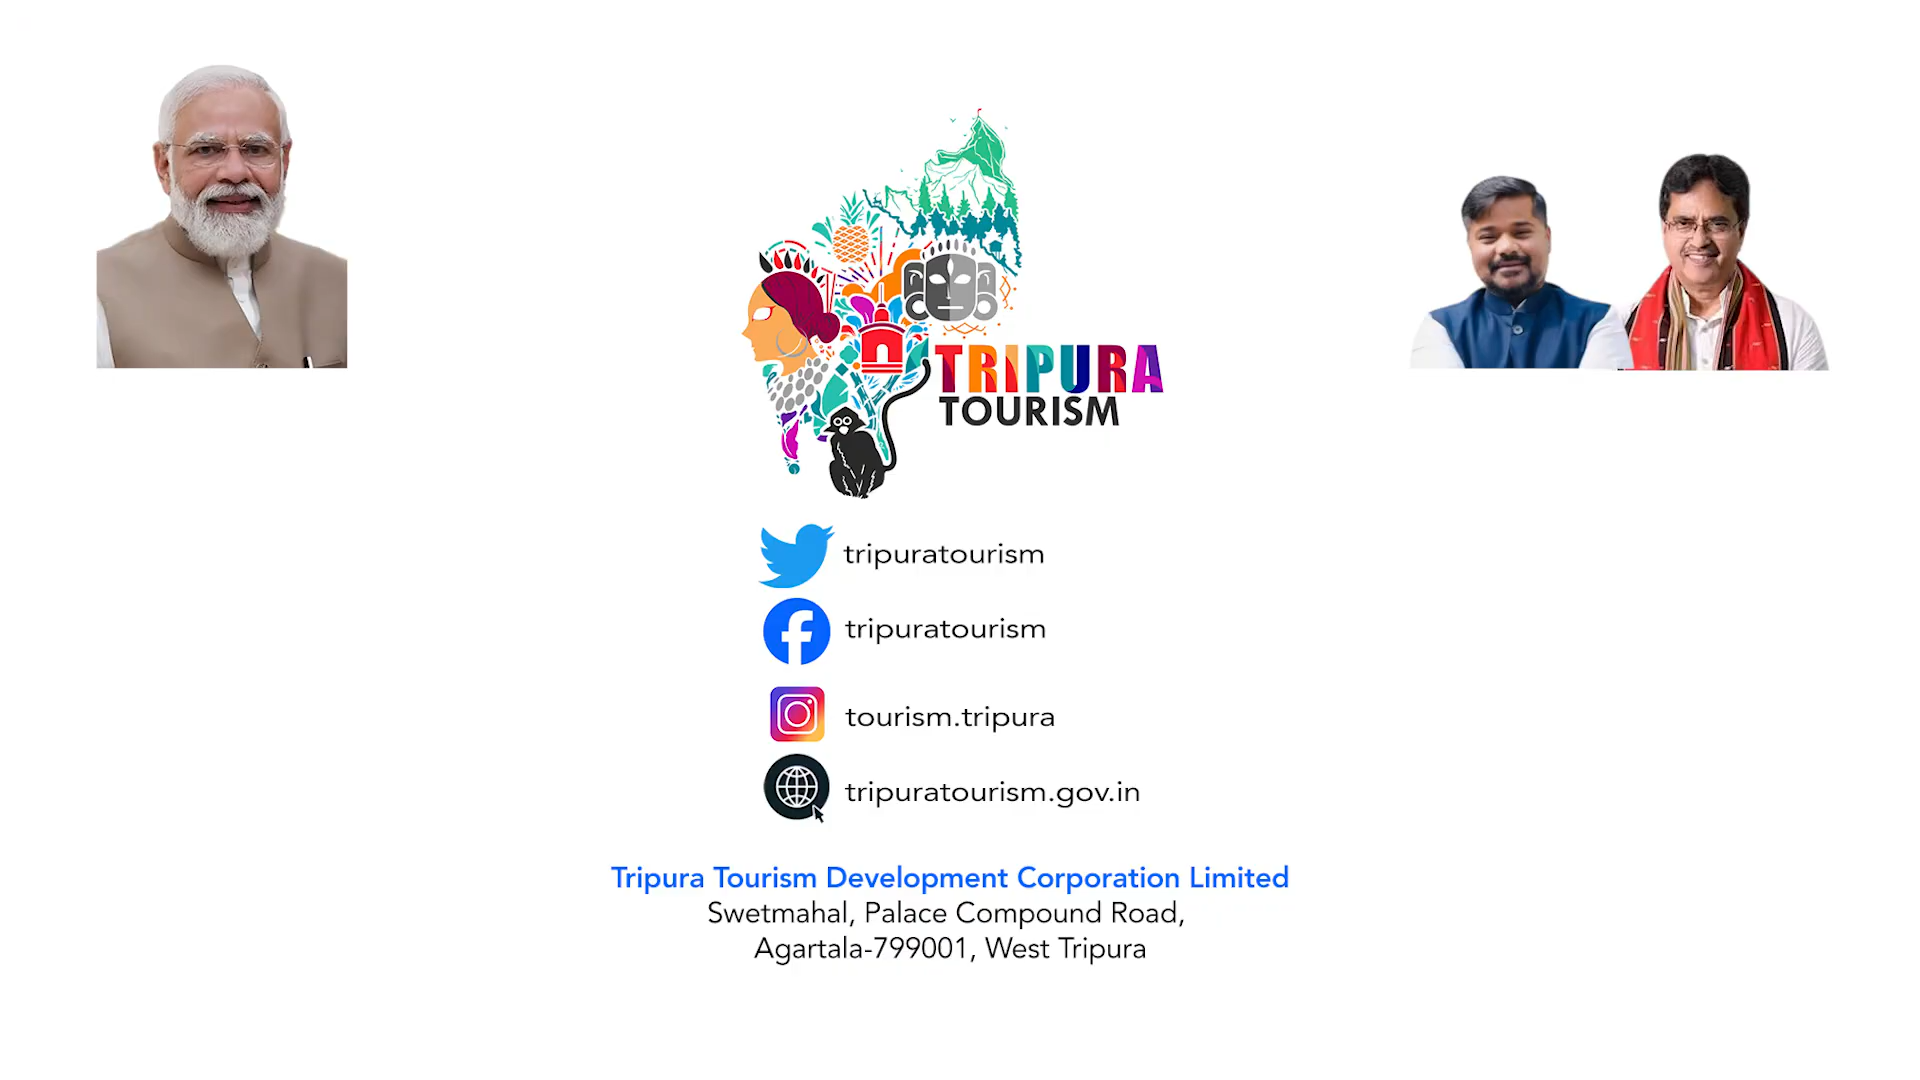 TRIPURA
TOURISM
tripuratourism
tripuratourism
tourism.tripura
tripuratourism.gov.in
Tripura Tourism Development Corporation Limited
Swetmahal, Palace Compound Road,
Agartala-799001, West Tripura